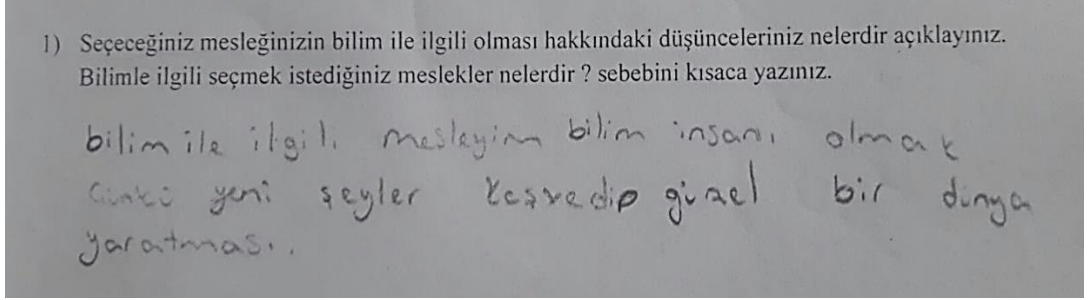 1) Seçeceğiniz mesleğinizin bilim ile ilgili olması hakkındaki düşünceleriniz nelerdir açıklayınız.
Bilimle ilgili seçmek istediğiniz meslekler nelerdir ? sebebini kısaca yazınız.
bilim ile ilgili mesleyim bilim insanı olmak
Cünkü yeni şeyler keşvedip güzel bir dünya
yaratması.